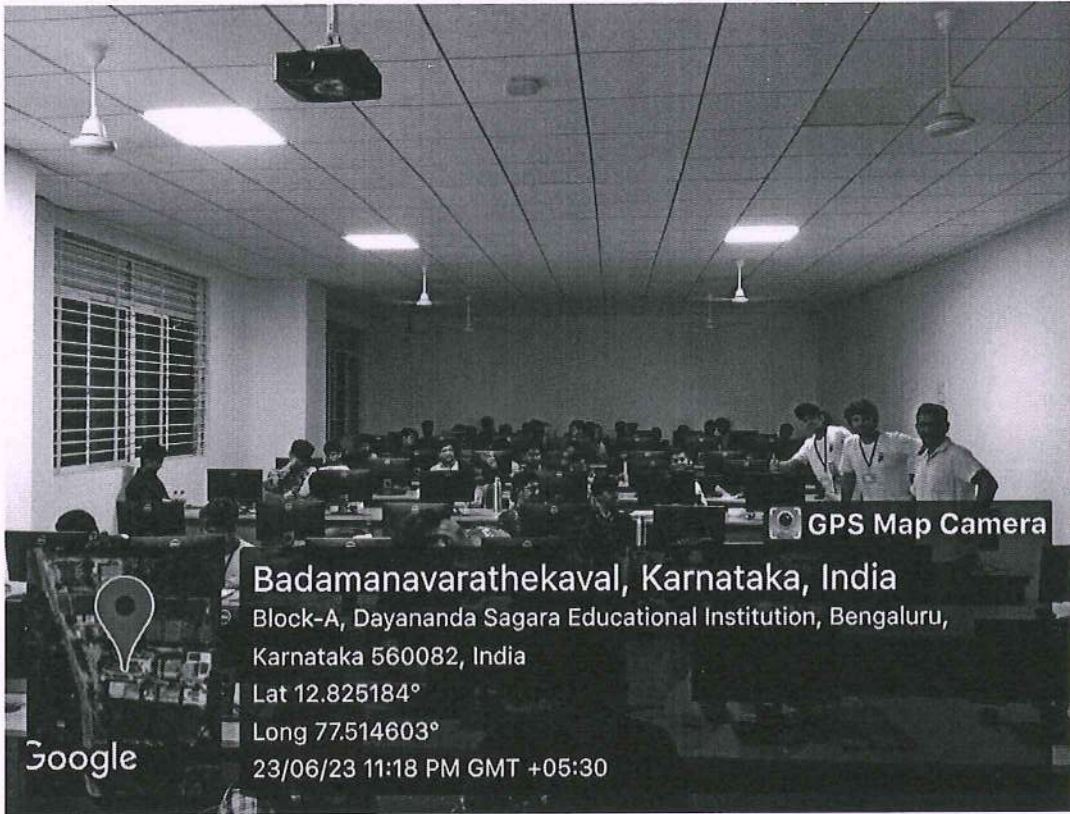 GPS Map Camera
Badamanavarathekaval, Karnataka, India
Block-A, Dayananda Sagara Educational Institution, Bengaluru,
Karnataka 560082, India
Lat 12.825184°
Long 77.514603°
23/06/23 11:18 PM GMT +05:30
Google